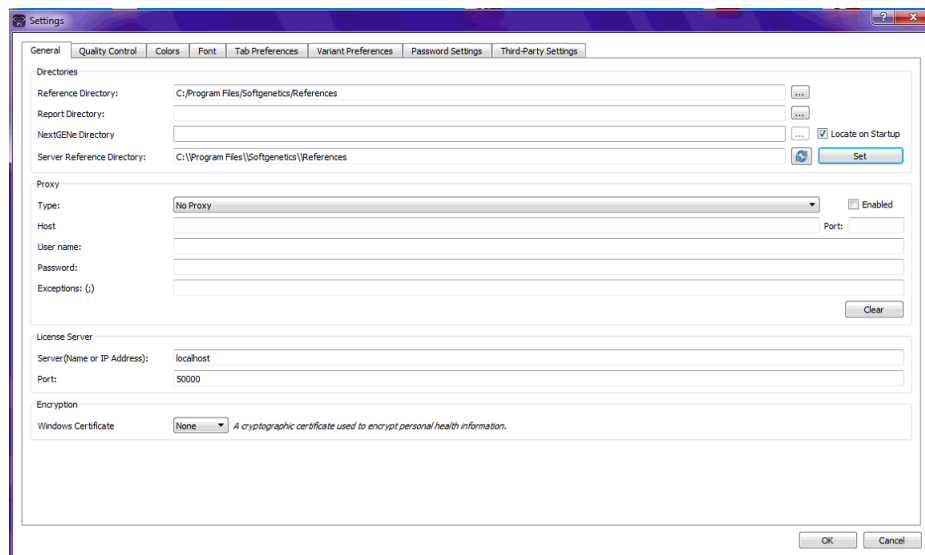 Settings
General Quality Control Colors Font Tab Preferences Variant Preferences Password Settings Third-Party Settings
Directories
Reference Directory: C:/Program Files/Softgenetics/References ...
Report Directory: ...
NextGENe Directory ... Locate on Startup
Server Reference Directory: C:\\Program Files\\Softgenetics\\References Set
Proxy
Type: No Proxy Enabled
Host Port:
User name:
Password:
Exceptions: (;)
Clear
License Server
Server(Name or IP Address): localhost
Port: 50000
Encryption
Windows Certificate None A cryptographic certificate used to encrypt personal health information.
OK Cancel